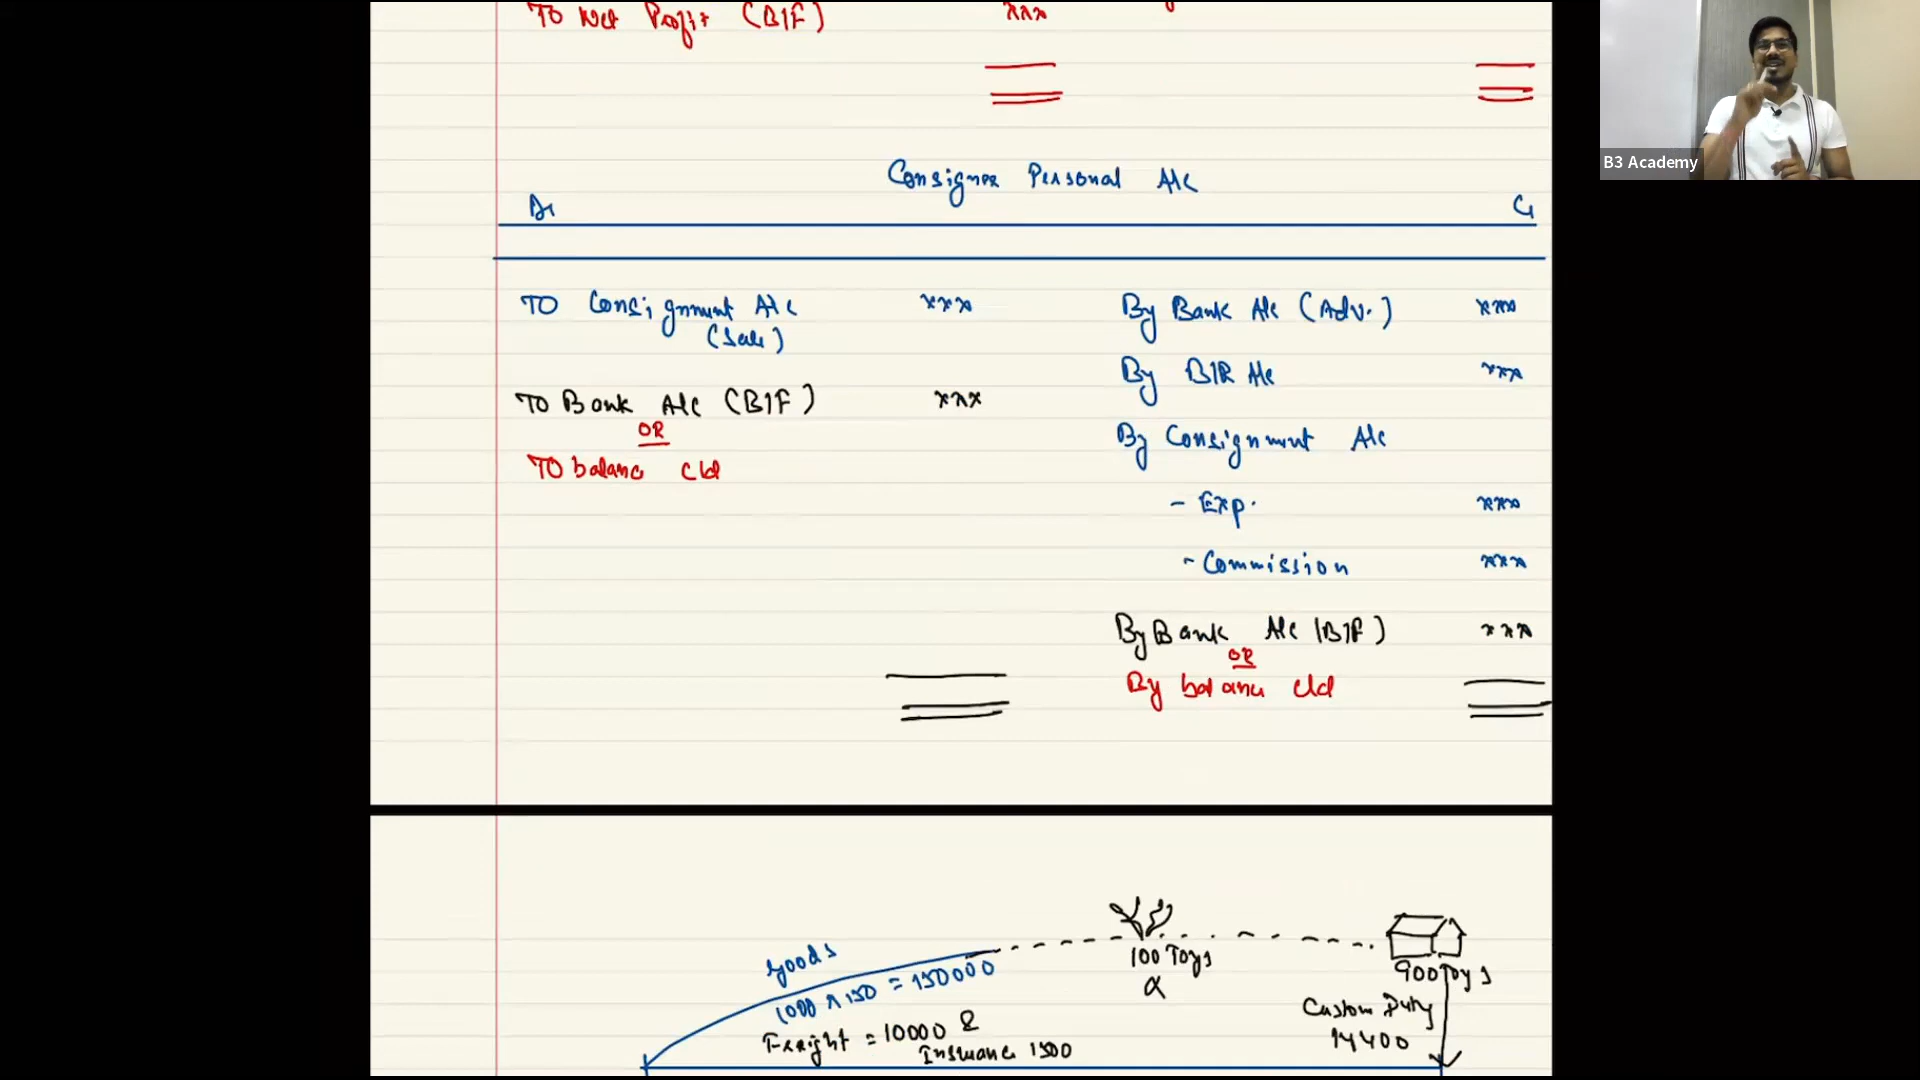 To Net Profit (B/F) xxx
B3 Academy
Consignee Personal A/c
Dr Cr
To Consignment A/c xxx By Bank A/c (Adv.) xxx
(Sale)
By B/R A/c xxx
To Bank A/c (B/F) xxx
OR
By Consignment A/c
To balance c/d
- Exp. xxx
- Commission xxx
By Bank A/c (B/F) xxx
OR
By balance c/d
Goods
1000 x 150 = 150000
100 Toys
900 Toys
Freight = 10000 &
Insurance 1500
Custom Duty
14400